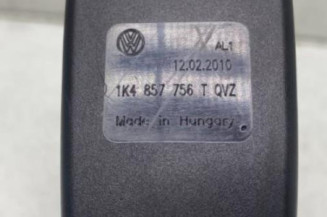 AL1
12.02.2010
1K4 857 756 T QVZ
Made in Hungary